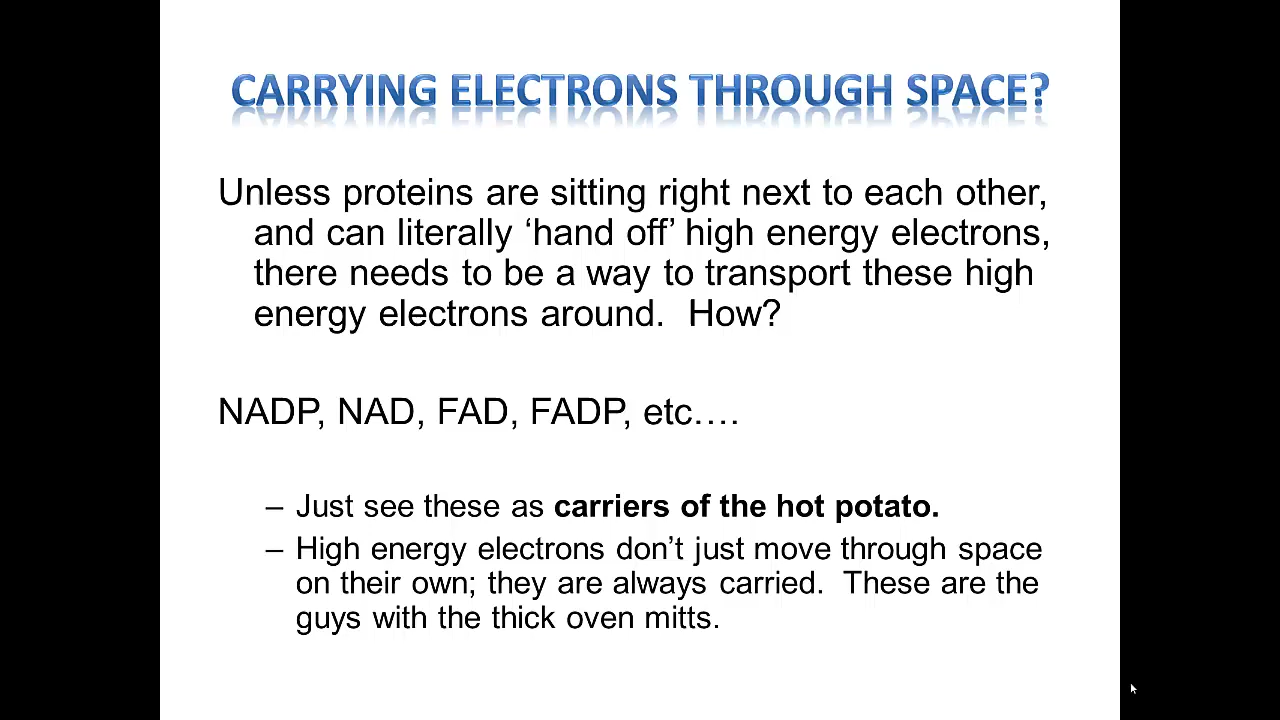 CARRYING ELECTRONS THROUGH SPACE?
Unless proteins are sitting right next to each other,
and can literally ‘hand off’ high energy electrons,
there needs to be a way to transport these high
energy electrons around.  How?
NADP, NAD, FAD, FADP, etc….
– Just see these as carriers of the hot potato.
– High energy electrons don’t just move through space
on their own; they are always carried.  These are the
guys with the thick oven mitts.